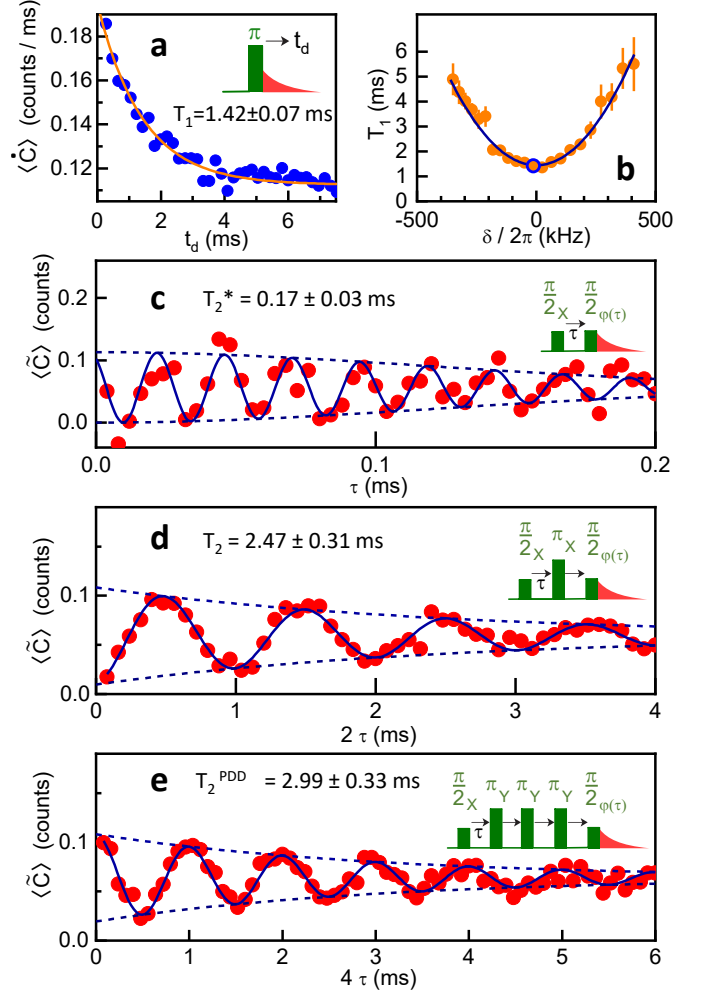 a
π → t_d
T₁=1.42±0.07 ms
⟨Ċ⟩ (counts / ms)
0.18
0.16
0.14
0.12
0 2 4 6
t_d (ms)
b
T₁ (ms)
6
5
4
3
2
1
0
-500 0 500
δ / 2π (kHz)
c
T₂* = 0.17 ± 0.03 ms
π/2 X τ π/2 φ(τ)
⟨C̃⟩ (counts)
0.2
0.1
0.0
0.0 0.1 0.2
τ (ms)
d
T₂ = 2.47 ± 0.31 ms
π/2 X τ π X π/2 φ(τ)
⟨C̃⟩ (counts)
0.1
0.0
0 1 2 3 4
2 τ (ms)
e
T₂ PDD = 2.99 ± 0.33 ms
π/2 X τ π Y π Y π Y π/2 φ(τ)
⟨C̃⟩ (counts)
0.1
0.0
0 1 2 3 4 5 6
4 τ (ms)